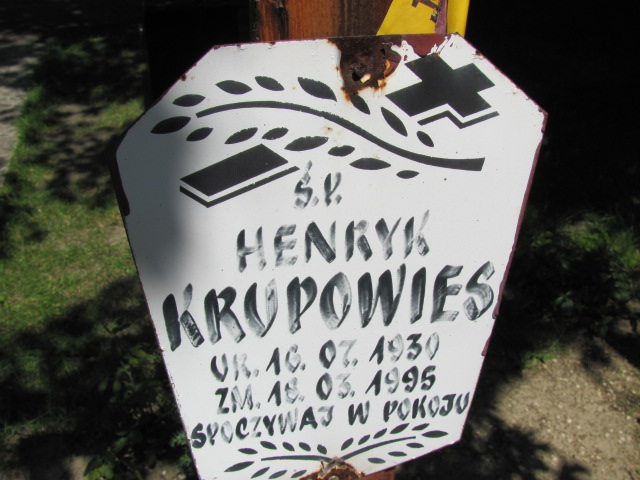 Ś.P.
HENRYK
KRUPOWIES
UR. 16. 07. 1930
ZM. 18. 03. 1995
SPOCZYWAJ W POKOJU